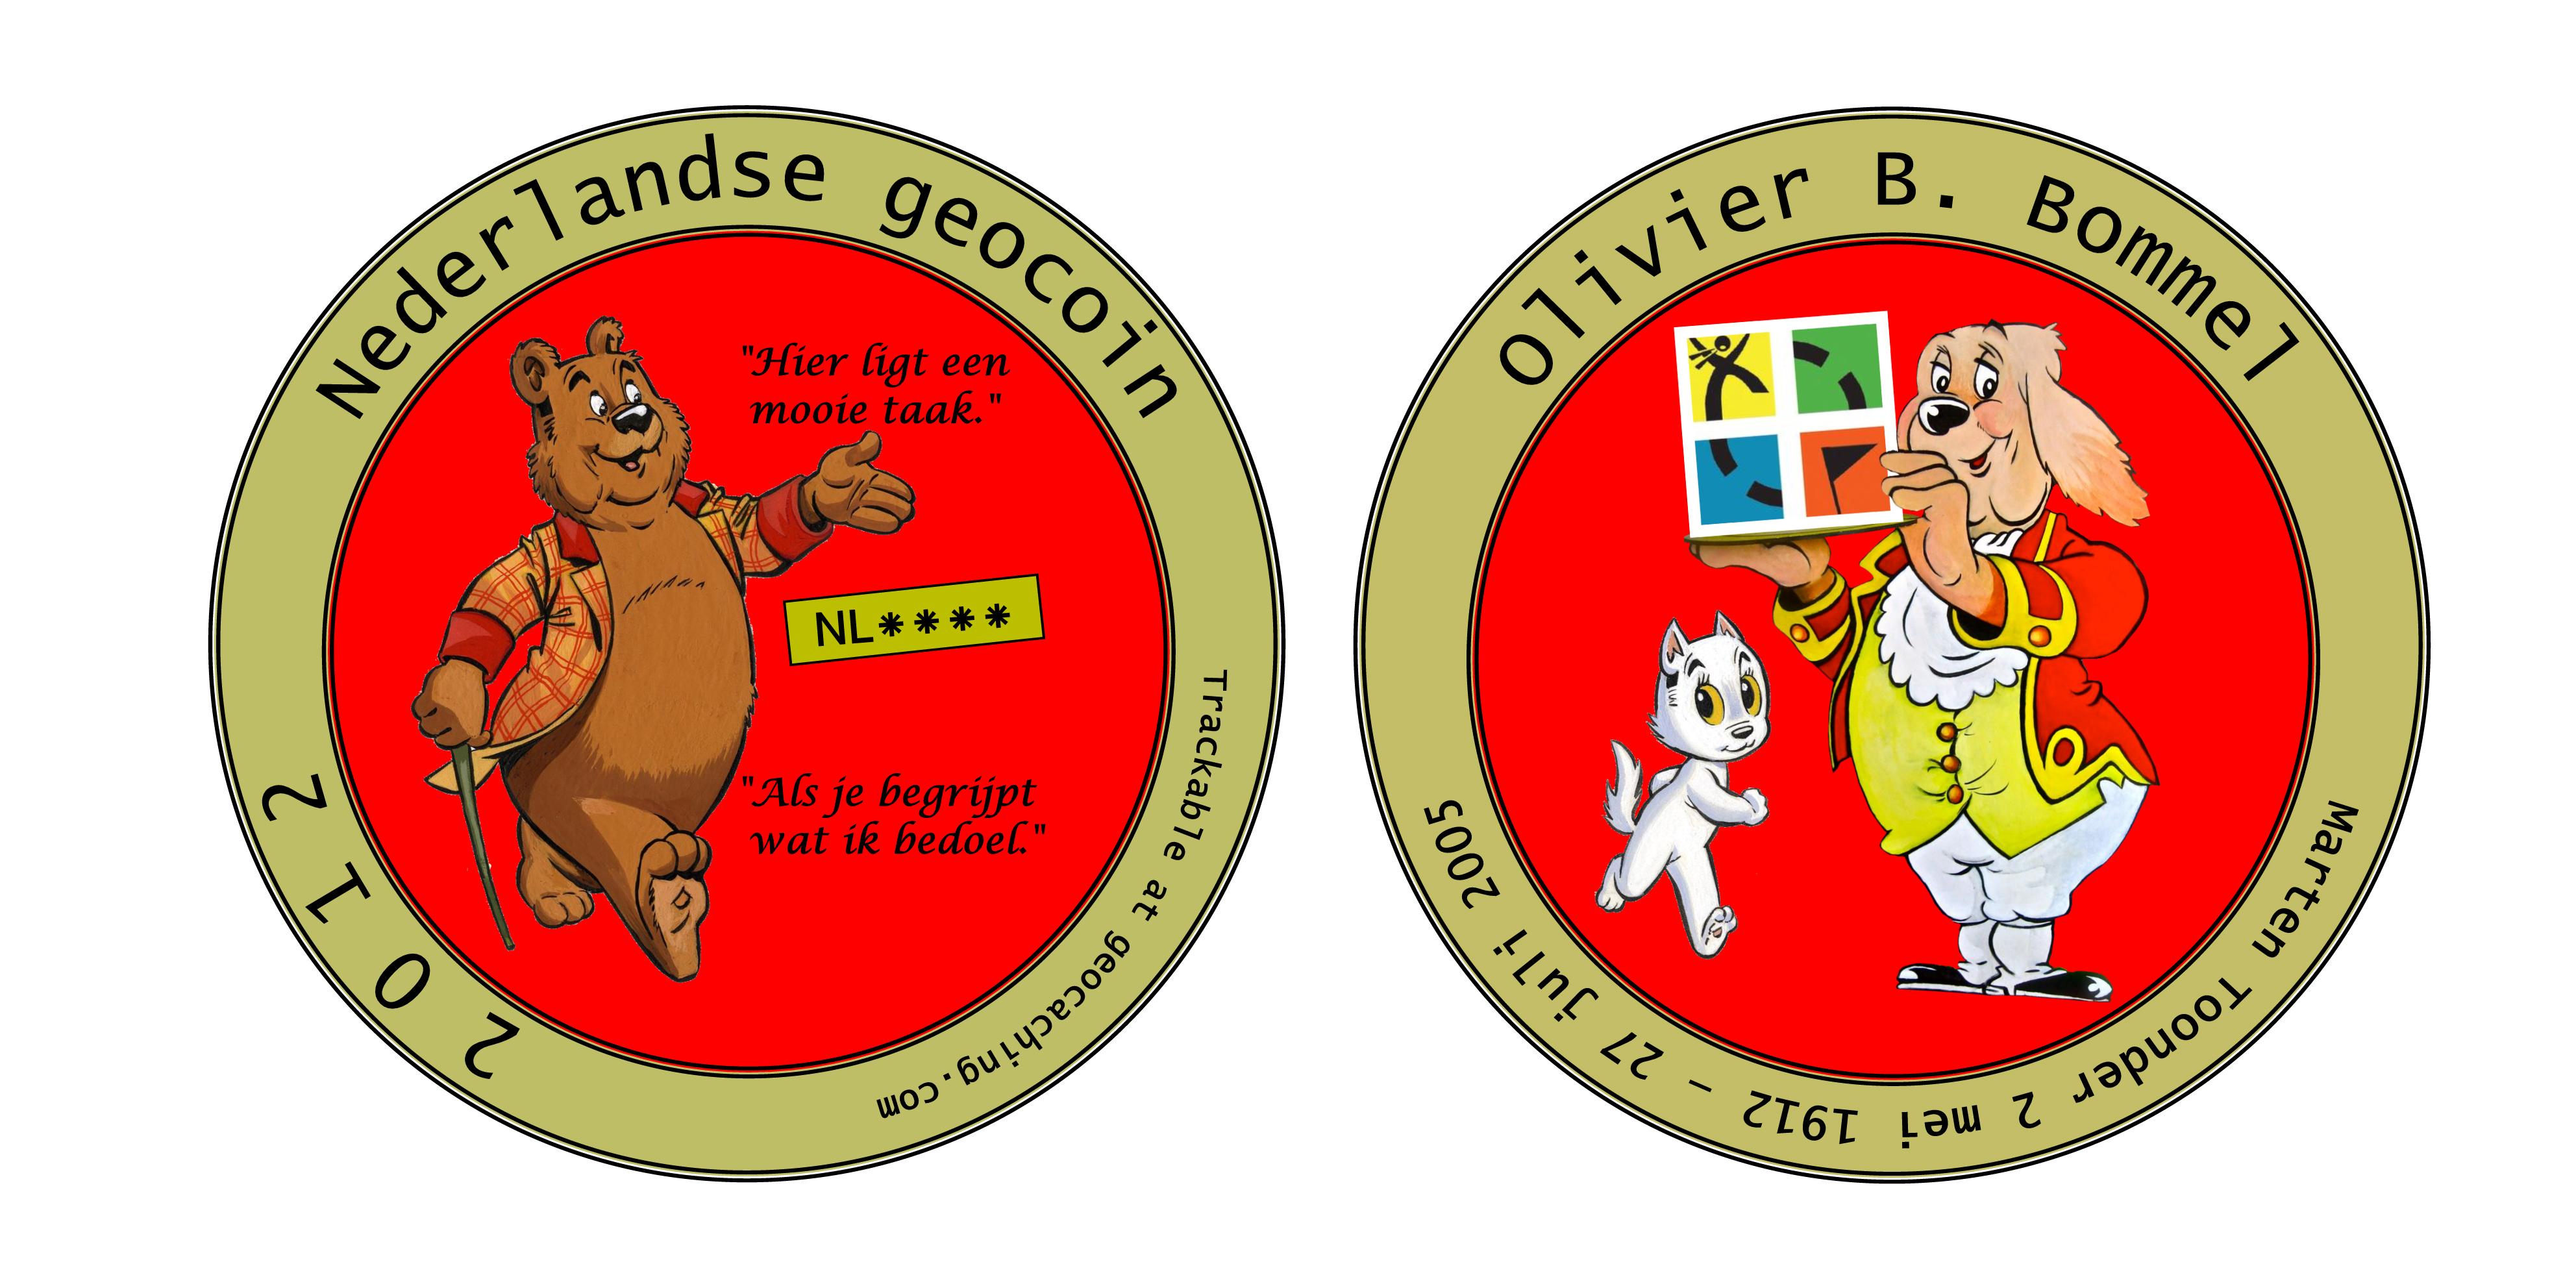 Nederlandse geocoin
"Hier ligt een
mooie taak."
NL****
"Als je begrijpt
wat ik bedoel."
2012
Trackable at geocaching.com
Olivier B. Bommel
Marten Toonder 2 mei 1912 - 27 juli 2005